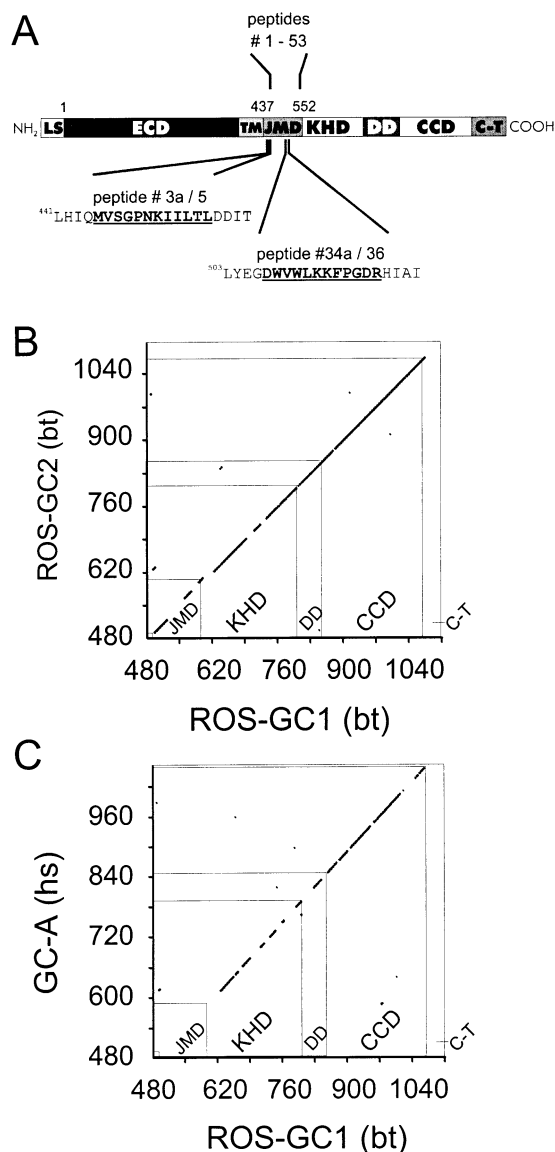 A
peptides
# 1 - 53
1 437 552
NH2 LS ECD TM JMD KHD DD CCD C-T COOH
peptide # 3a / 5
441LHIQMVSGPNKIILTLDDIT
peptide #34a / 36
503LYEGDWVWLKKFPGDRHIAI
B
ROS-GC2 (bt)
1040
900
760
620
480
JMD KHD DD CCD C-T
480 620 760 900 1040
ROS-GC1 (bt)
C
GC-A (hs)
960
840
720
600
480
JMD KHD DD CCD C-T
480 620 760 900 1040
ROS-GC1 (bt)